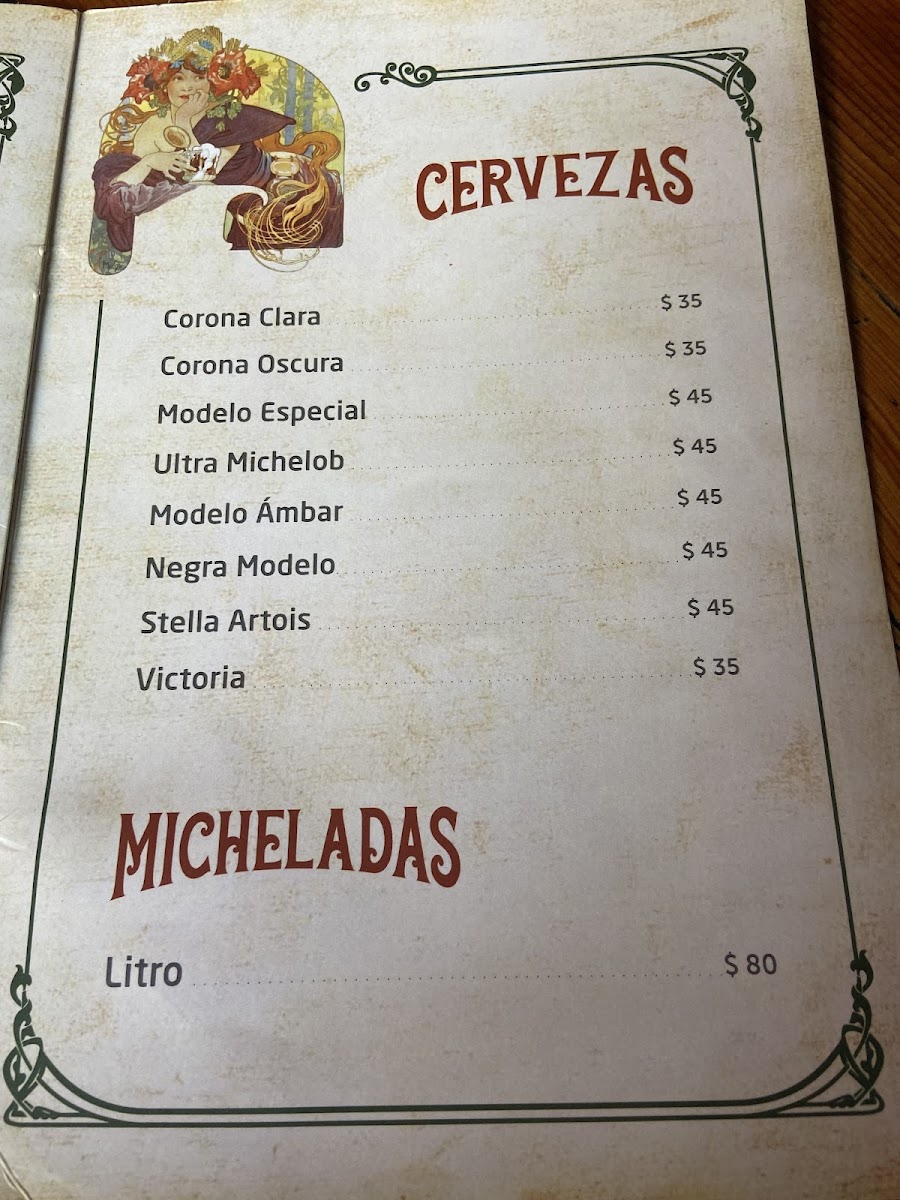 CERVEZAS
Corona Clara $ 35
Corona Oscura $ 35
Modelo Especial $ 45
Ultra Michelob $ 45
Modelo Ámbar $ 45
Negra Modelo $ 45
Stella Artois $ 45
Victoria $ 35
MICHELADAS
Litro $ 80